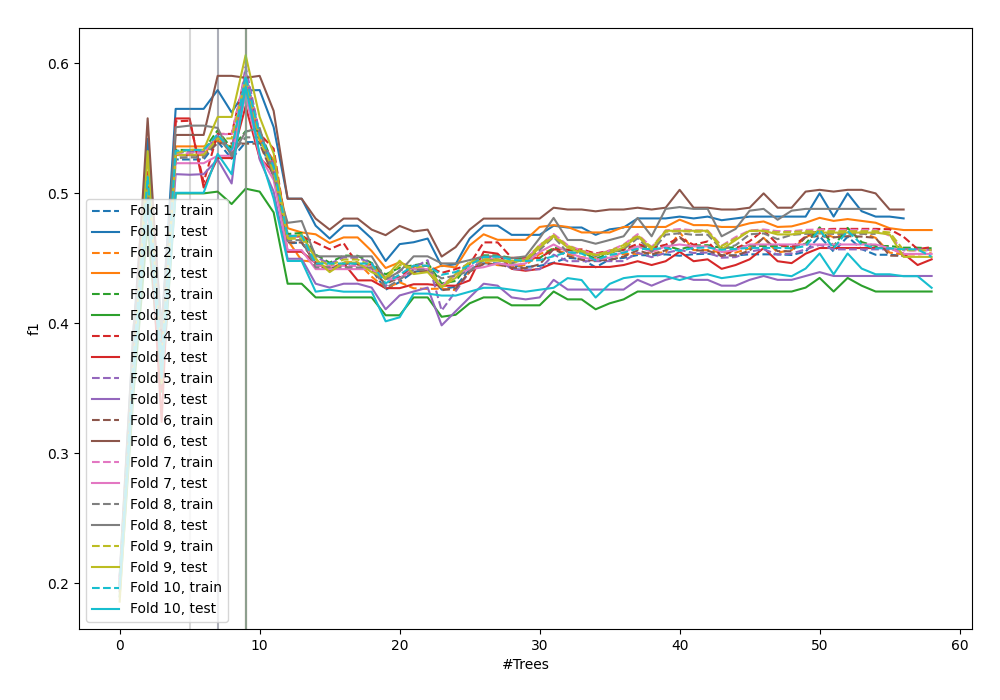 0.6
0.5
0.4
0.3
0.2
f1
Fold 1, train
Fold 1, test
Fold 2, train
Fold 2, test
Fold 3, train
Fold 3, test
Fold 4, train
Fold 4, test
Fold 5, train
Fold 5, test
Fold 6, train
Fold 6, test
Fold 7, train
Fold 7, test
Fold 8, train
Fold 8, test
Fold 9, train
Fold 9, test
Fold 10, train
Fold 10, test
0 10 20 30 40 50 60
#Trees